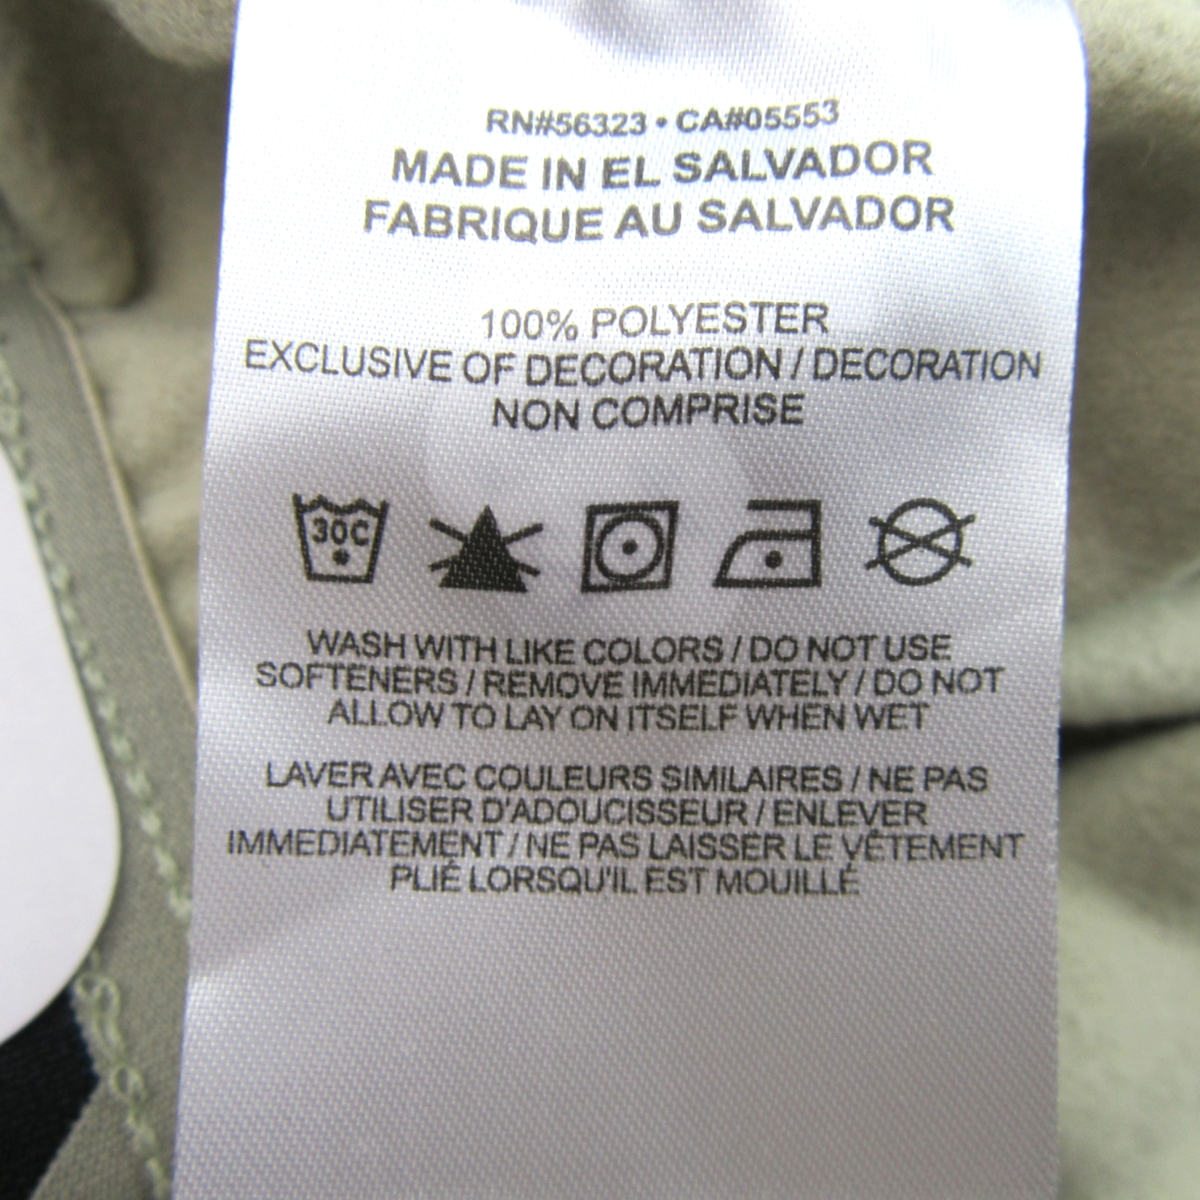 RN#56323 • CA#05553
MADE IN EL SALVADOR
FABRIQUE AU SALVADOR
100% POLYESTER
EXCLUSIVE OF DECORATION / DECORATION
NON COMPRISE
30C
WASH WITH LIKE COLORS / DO NOT USE
SOFTENERS / REMOVE IMMEDIATELY / DO NOT
ALLOW TO LAY ON ITSELF WHEN WET
LAVER AVEC COULEURS SIMILAIRES / NE PAS
UTILISER D'ADOUCISSEUR / ENLEVER
IMMEDIATEMENT / NE PAS LAISSER LE VÊTEMENT
PLIÉ LORSQU'IL EST MOUILLÉ